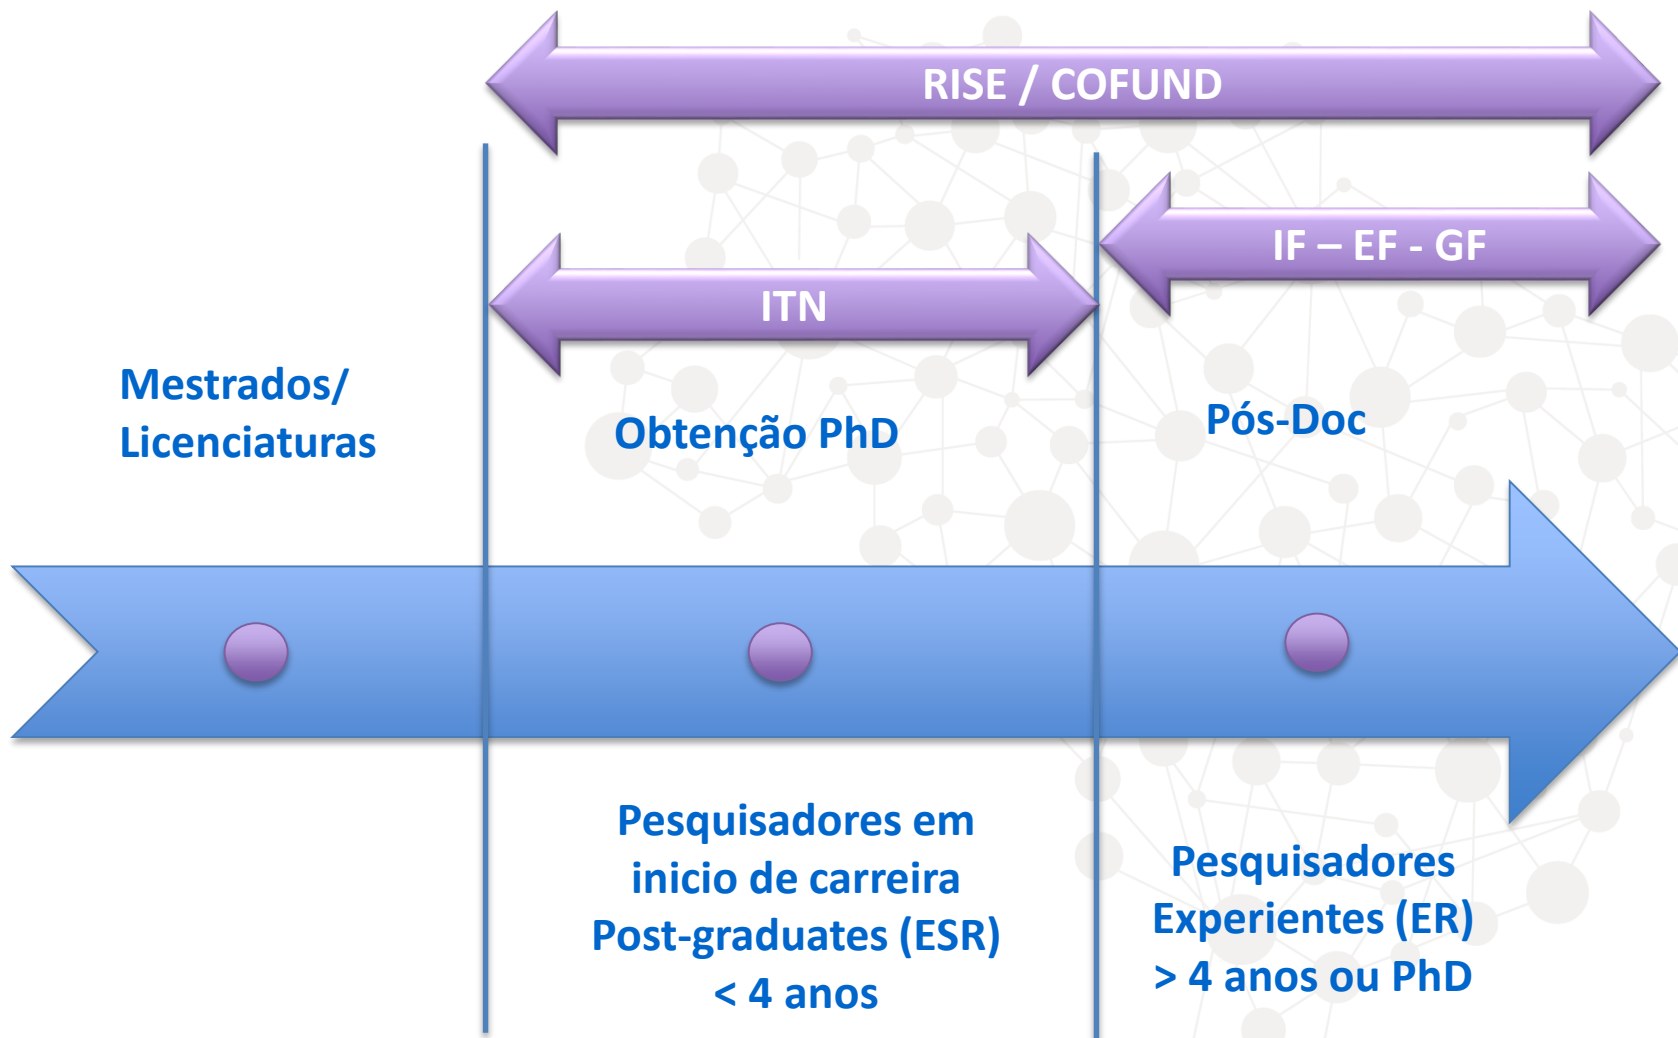 RISE / COFUND
IF – EF - GF
ITN
Mestrados/
Licenciaturas
Obtenção PhD
Pós-Doc
Pesquisadores em
inicio de carreira
Post-graduates (ESR)
< 4 anos
Pesquisadores
Experientes (ER)
> 4 anos ou PhD